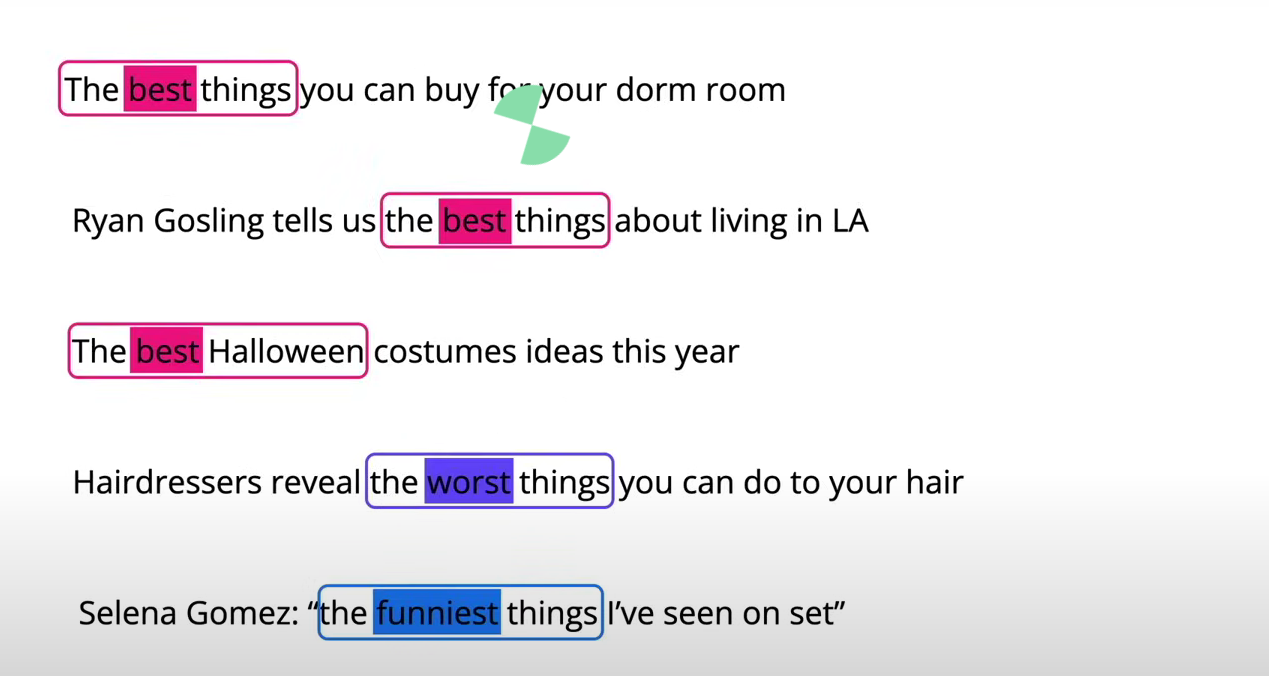 The best things you can buy for your dorm room
Ryan Gosling tells us the best things about living in LA
The best Halloween costumes ideas this year
Hairdressers reveal the worst things you can do to your hair
Selena Gomez: “the funniest things I’ve seen on set”